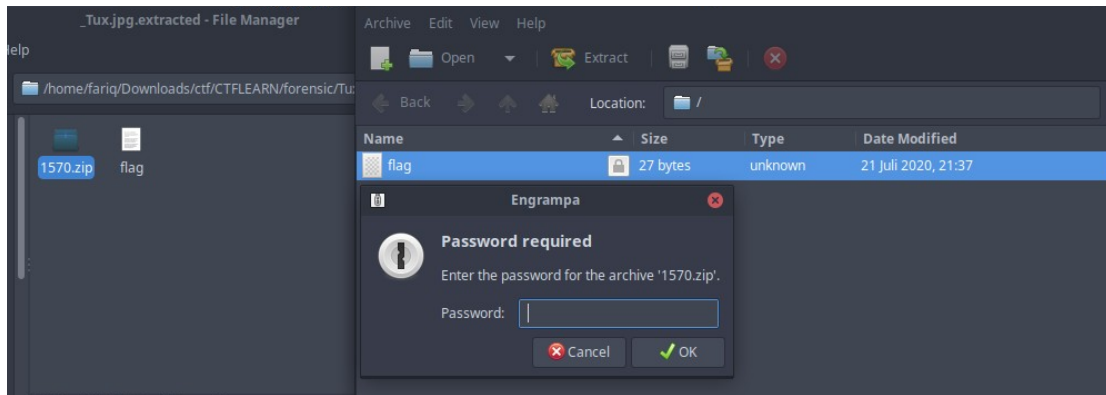 _Tux.jpg.extracted - File Manager
Help
/home/fariq/Downloads/ctf/CTFLEARN/forensic/Tu
1570.zip
flag
Archive Edit View Help
Open Extract
Back Location: /
Name Size Type Date Modified
flag 27 bytes unknown 21 Juli 2020, 21:37
Engrampa
Password required
Enter the password for the archive '1570.zip'.
Password:
Cancel OK